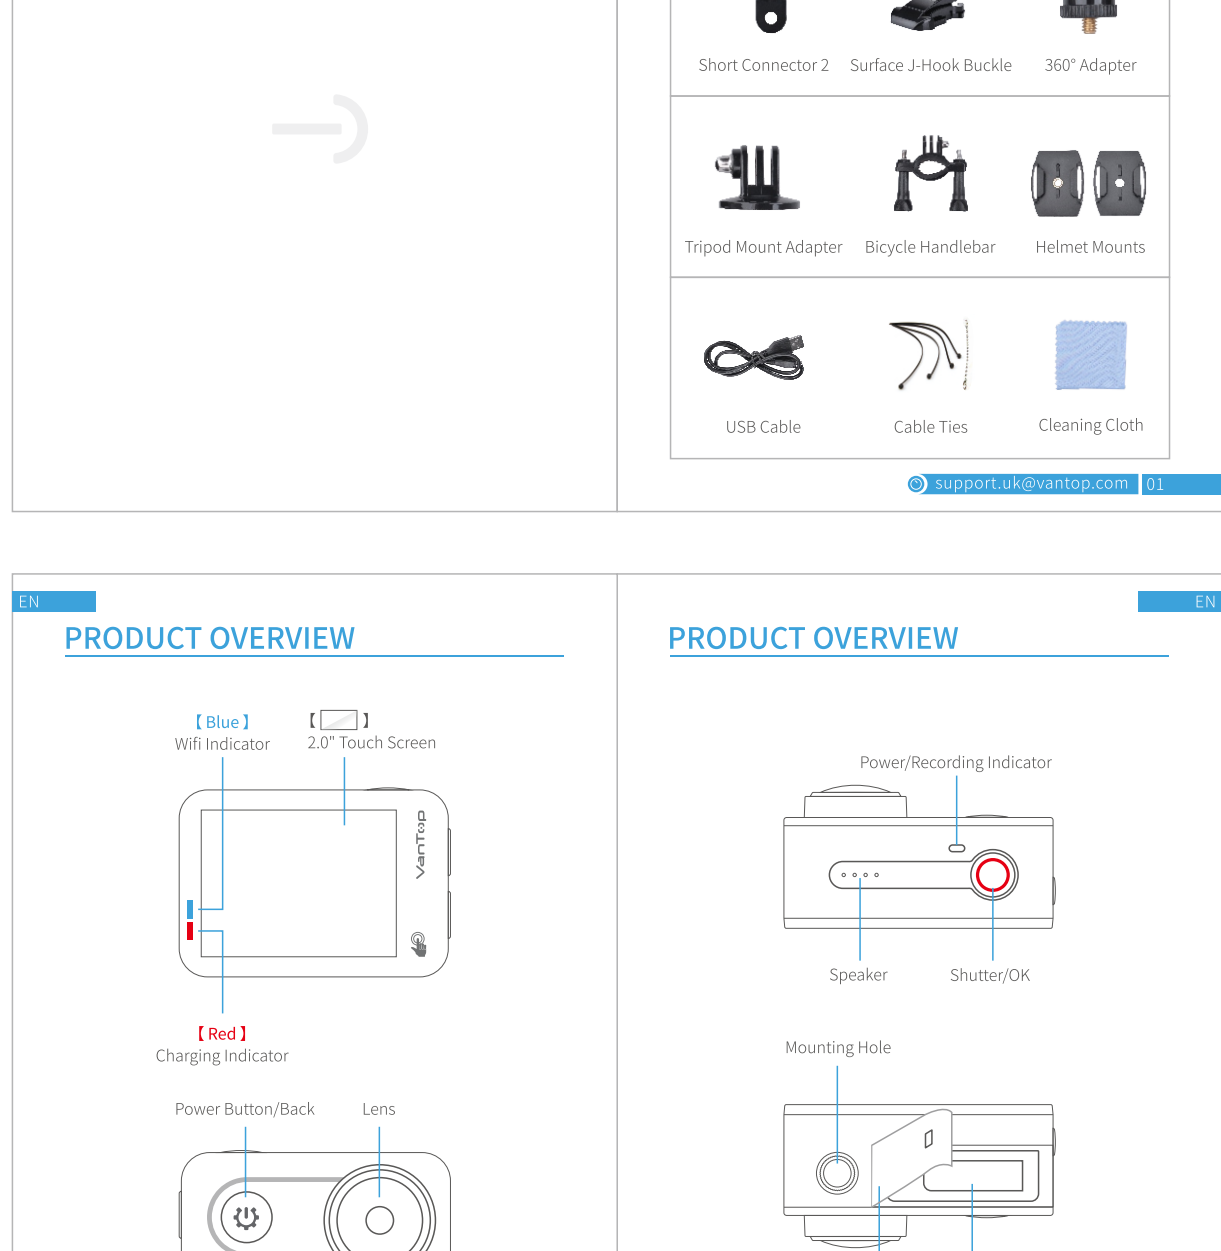 Short Connector 2
Surface J-Hook Buckle
360° Adapter
Tripod Mount Adapter
Bicycle Handlebar
Helmet Mounts
USB Cable
Cable Ties
Cleaning Cloth
support.uk@vantop.com 01
EN
PRODUCT OVERVIEW
【 Blue 】
Wifi Indicator
【 】
2.0" Touch Screen
VanTop
【 Red 】
Charging Indicator
Power Button/Back
Lens
EN
PRODUCT OVERVIEW
Power/Recording Indicator
Speaker
Shutter/OK
Mounting Hole